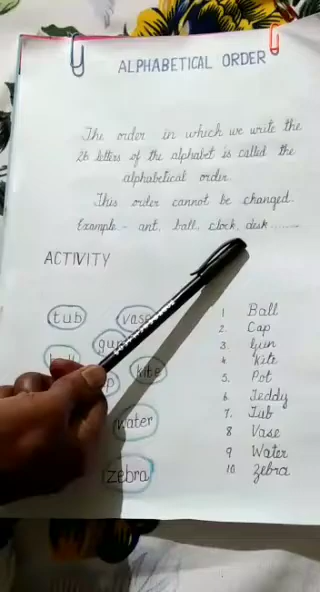 ALPHABETICAL ORDER
The order in which we write the
26 letters of the alphabet is called the
alphabetical order.
This order cannot be changed.
Example - ant, ball, clock, desk ........
ACTIVITY
tub vase
gun
kite
water
zebra
1 Ball
2. Cap
3. Gun
4 Kite
5. Pot
6 Teddy
7. Tub
8 Vase
9 Water
10 Zebra